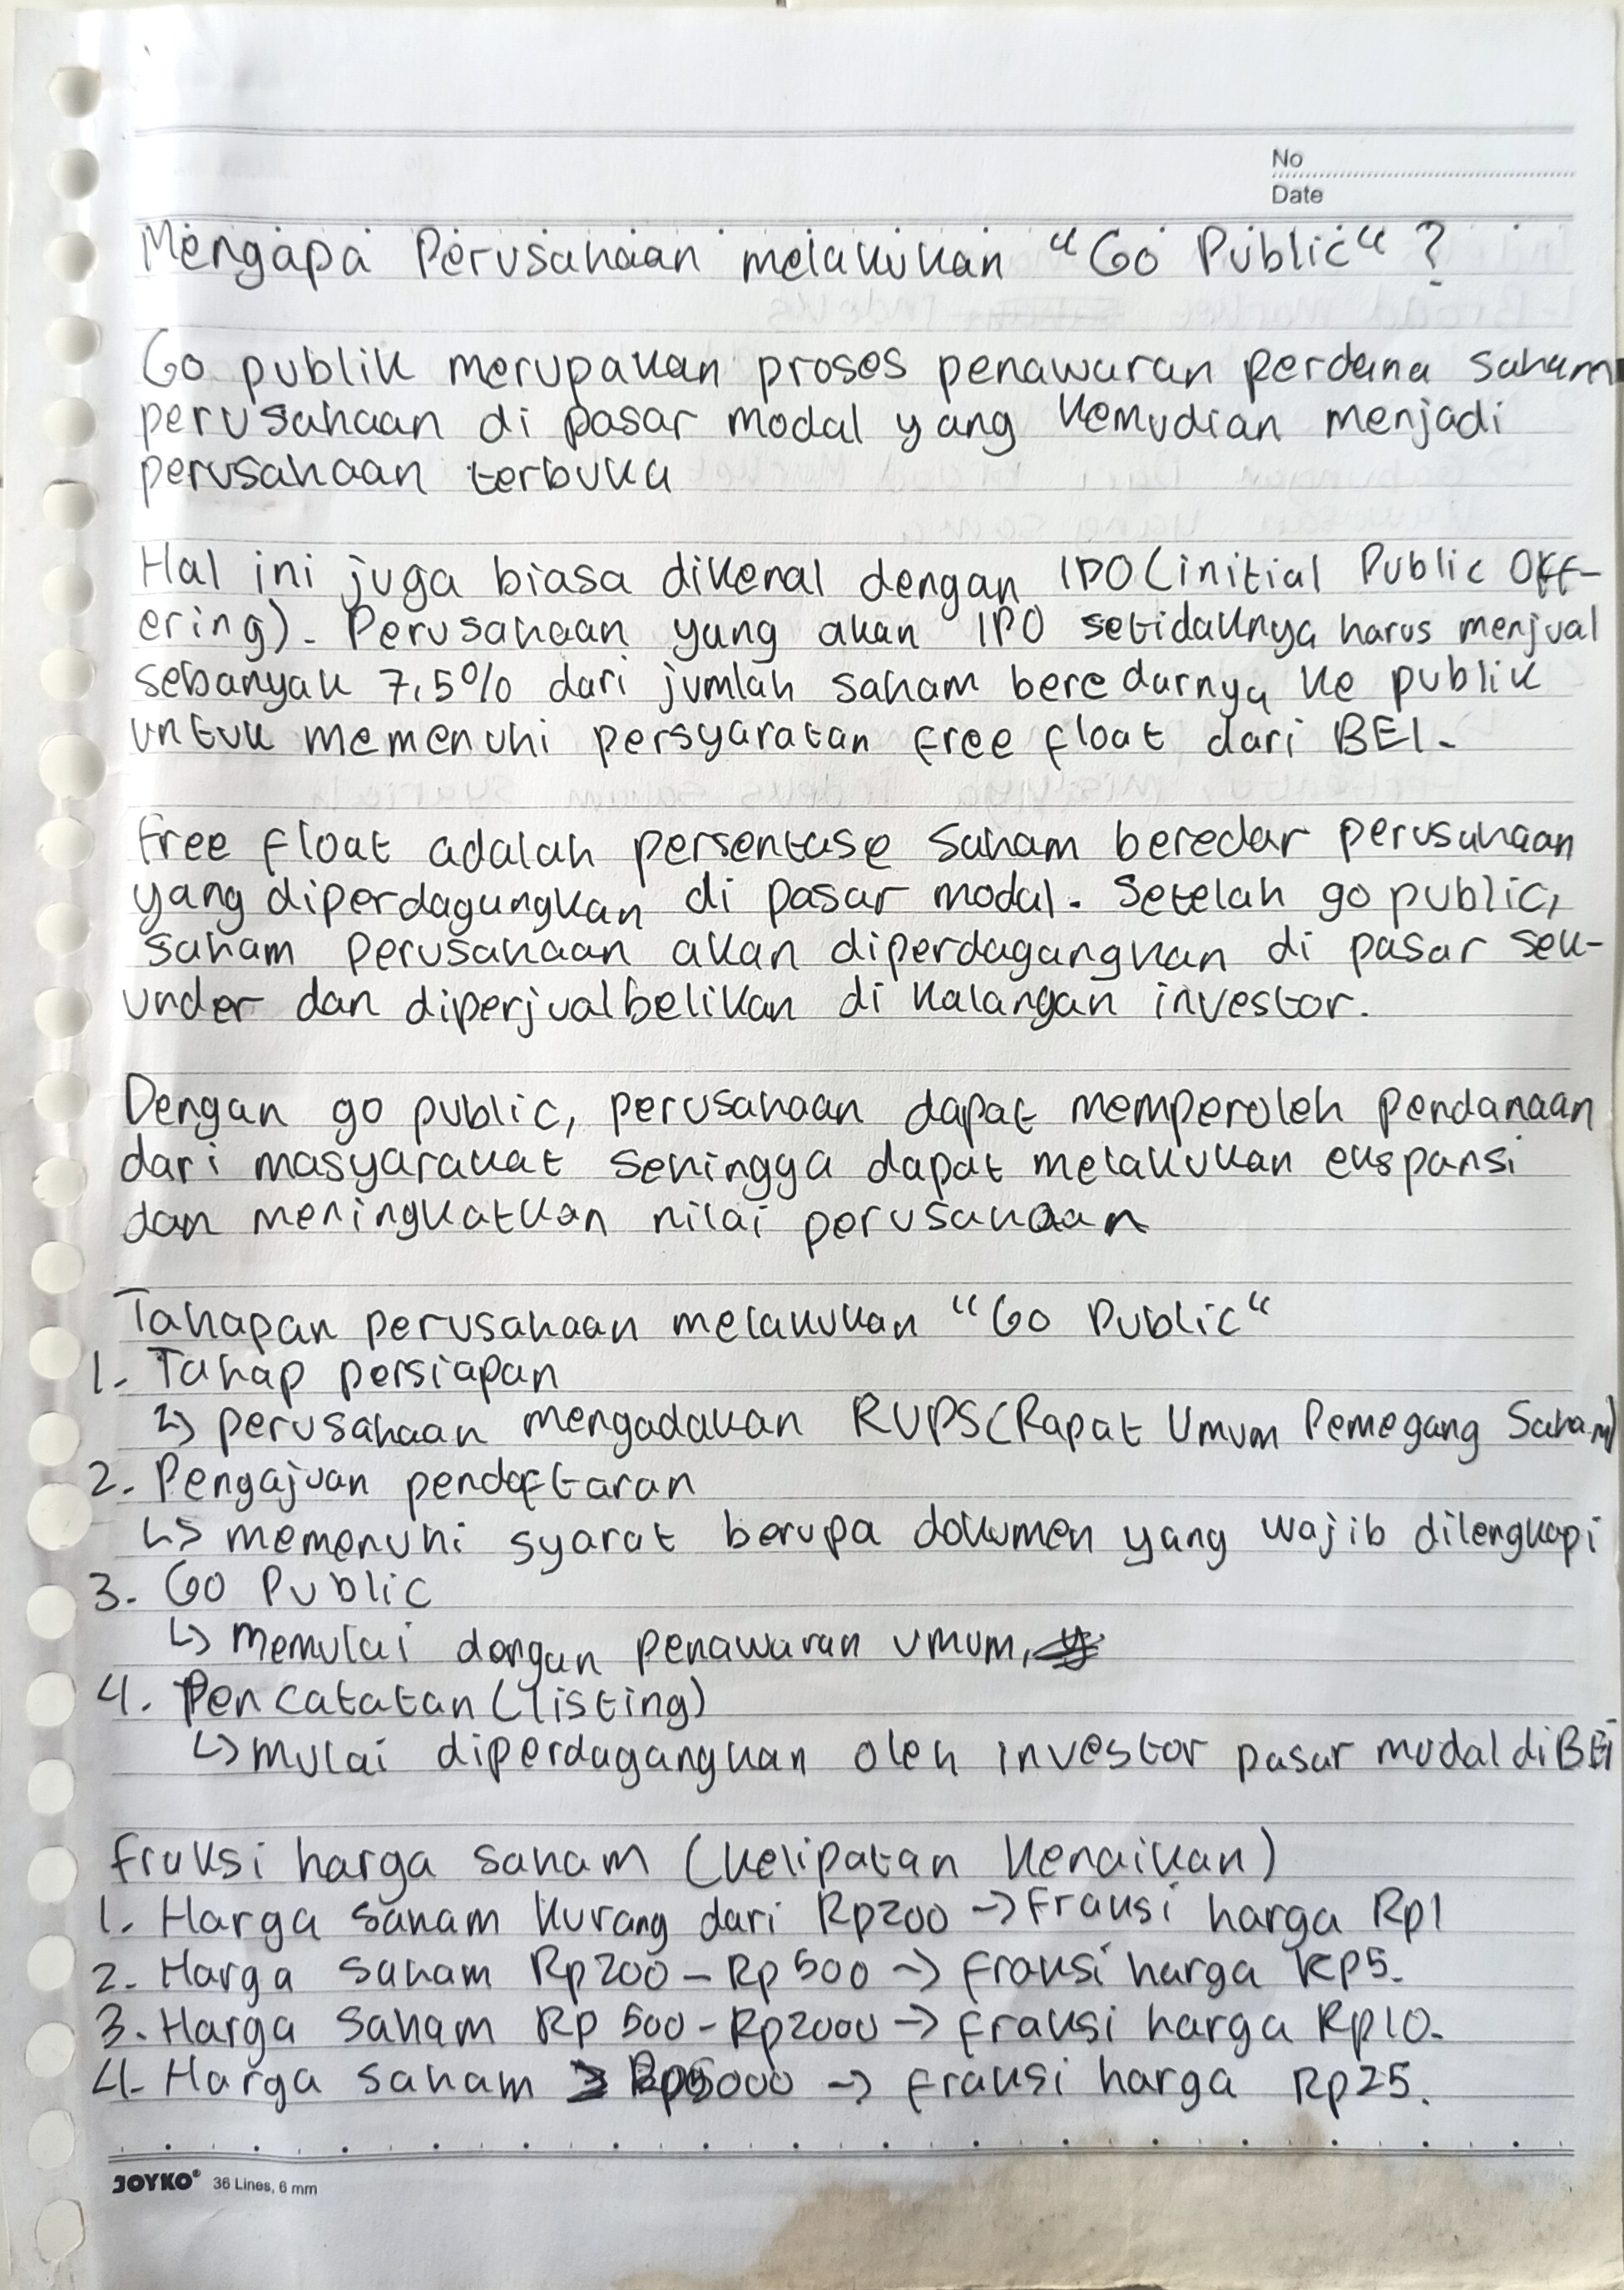 No
Date
Mengapa Perusahaan melakukan "Go Public" ?
Go publik merupakan proses penawaran perdana saham
perusahaan di pasar modal yang kemudian menjadi
perusahaan terbuka
Hal ini juga biasa dikenal dengan IPO (initial Public Off-
ering). Perusahaan yang akan IPO setidaknya harus menjual
sebanyak 7,5% dari jumlah saham beredarnya ke publik
untuk memenuhi persyaratan free float dari BEI.
Free float adalah persentase saham beredar perusahaan
yang diperdagangkan di pasar modal. Setelah go public,
saham perusahaan akan diperdagangkan di pasar sek-
under dan diperjualbelikan di kalangan investor.
Dengan go public, perusahaan dapat memperoleh pendanaan
dari masyarakat sehingga dapat melakukan ekspansi
dan meningkatkan nilai perusahaan
Tahapan perusahaan melakukan "Go Public"
1. Tahap persiapan
↳ perusahaan mengadakan RUPS (Rapat Umum Pemegang Saham)
2. Pengajuan pendaftaran
↳ memenuhi syarat berupa dokumen yang wajib dilengkapi
3. Go Public
↳ memulai dengan penawaran umum,
4. Pencatatan (listing)
↳ mulai diperdagangkan oleh investor pasar modal di BEI
Fraksi harga saham (kelipatan kenaikan)
1. Harga saham kurang dari Rp200 → Fraksi harga Rp1
2. Harga saham Rp200 - Rp500 → fraksi harga Rp5.
3. Harga saham Rp 500 - Rp2000 → fraksi harga Rp10.
4. Harga saham → fraksi harga Rp25.
JOYKO® 36 Lines, 6 mm